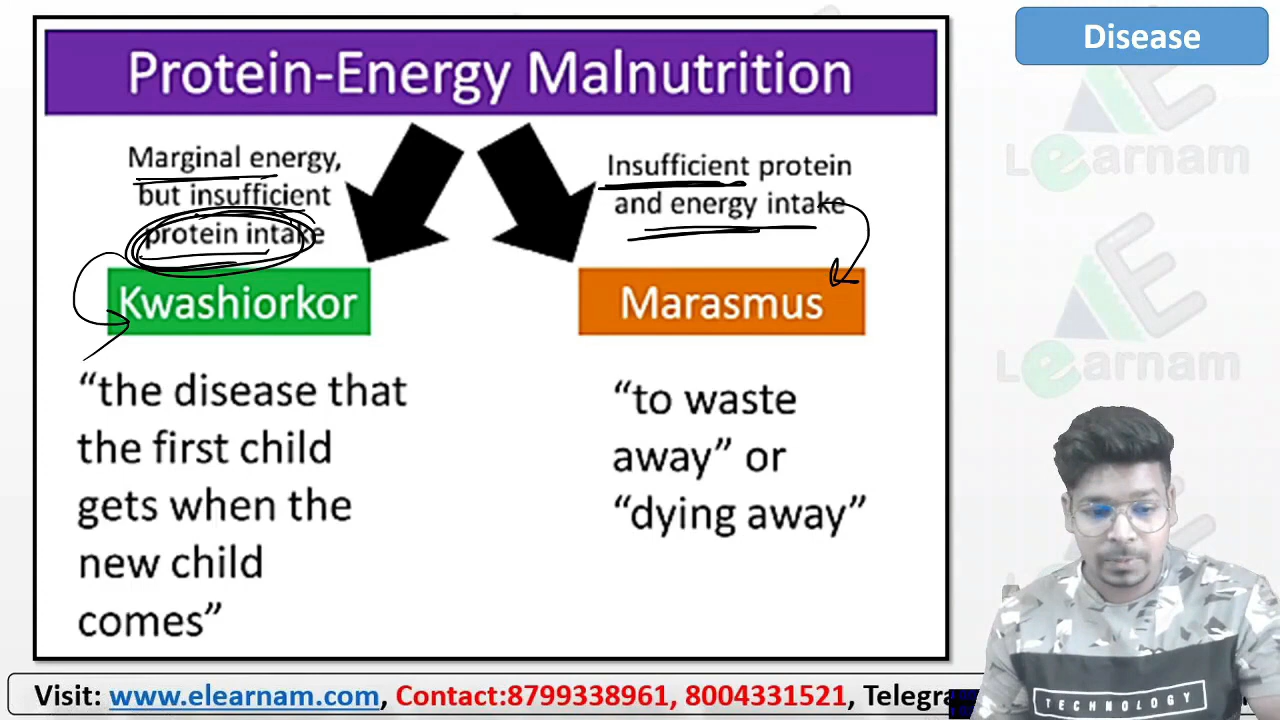 Disease
Protein-Energy Malnutrition
Marginal energy,
but insufficient
protein intake
Insufficient protein
and energy intake
Kwashiorkor
Marasmus
“the disease that
the first child
gets when the
new child
comes”
“to waste
away” or
“dying away”
Learnam
Learnam
TECHNOLOGY
Visit: www.elearnam.com, Contact:8799338961, 8004331521, Telegra